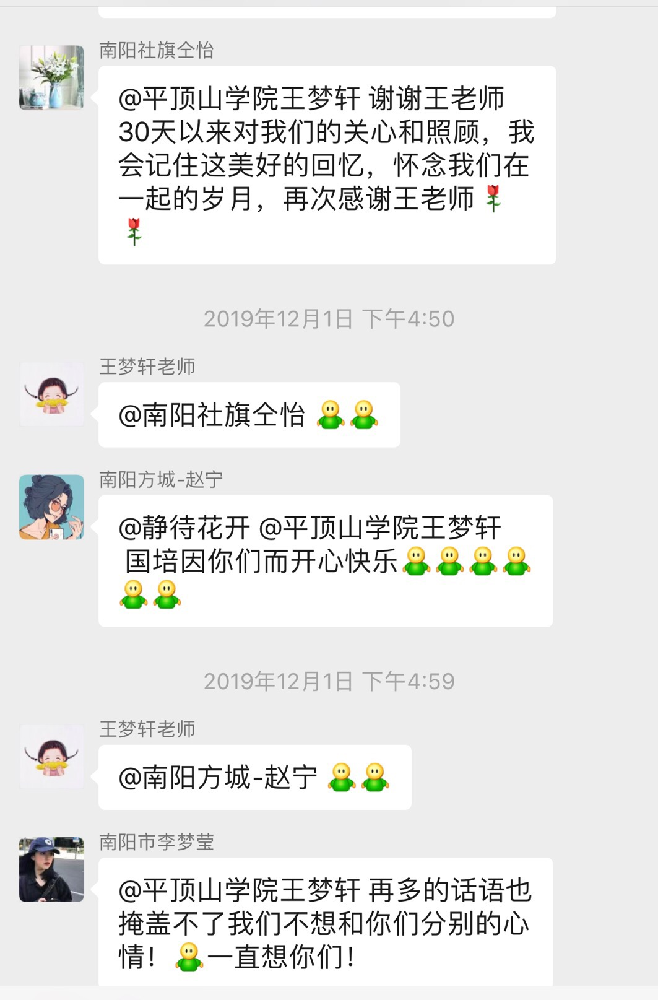 南阳社旗仝怡
@平顶山学院王梦轩 谢谢王老师
30天以来对我们的关心和照顾，我
会记住这美好的回忆，怀念我们在
一起的岁月，再次感谢王老师🌹
🌹
2019年12月1日 下午4:50
王梦轩老师
@南阳社旗仝怡
南阳方城-赵宁
@静待花开 @平顶山学院王梦轩
国培因你们而开心快乐
2019年12月1日 下午4:59
王梦轩老师
@南阳方城-赵宁
南阳市李梦莹
@平顶山学院王梦轩 再多的话语也
掩盖不了我们不想和你们分别的心
情！一直想你们！